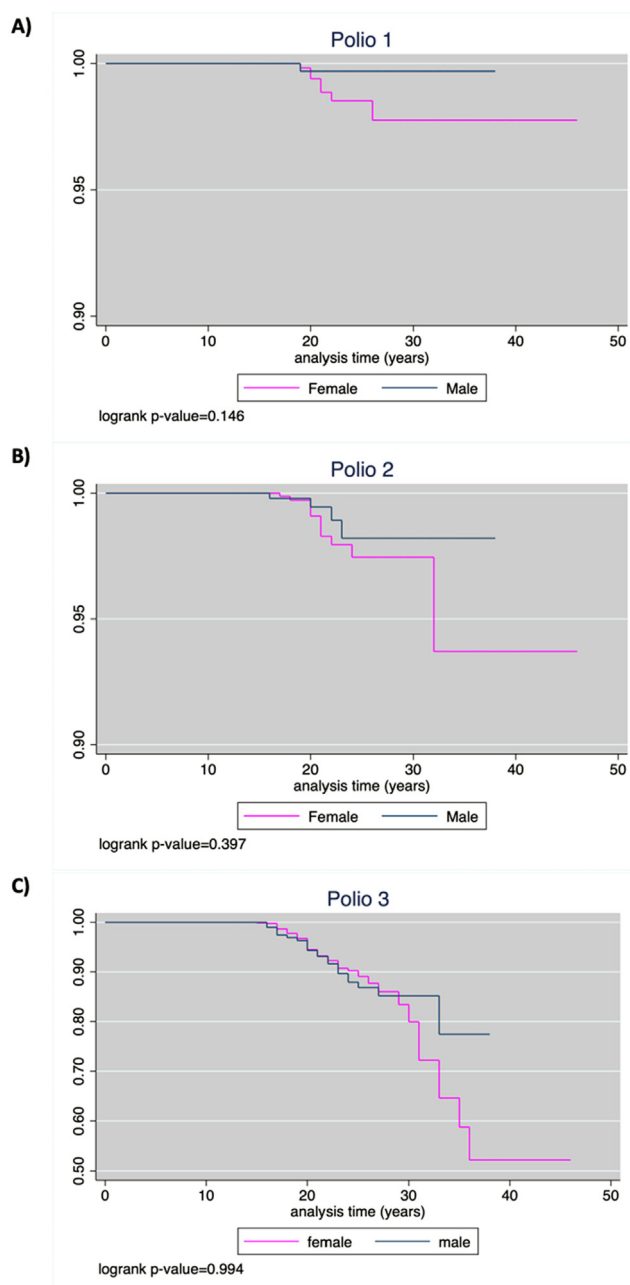 A)
Polio 1
1.00
0.95
0.90
0 10 20 30 40 50
analysis time (years)
Female Male
logrank p-value=0.146
B)
Polio 2
1.00
0.95
0.90
0 10 20 30 40 50
analysis time (years)
Female Male
logrank p-value=0.397
C)
Polio 3
1.00
0.90
0.80
0.70
0.60
0.50
0 10 20 30 40 50
analysis time (years)
female male
logrank p-value=0.994